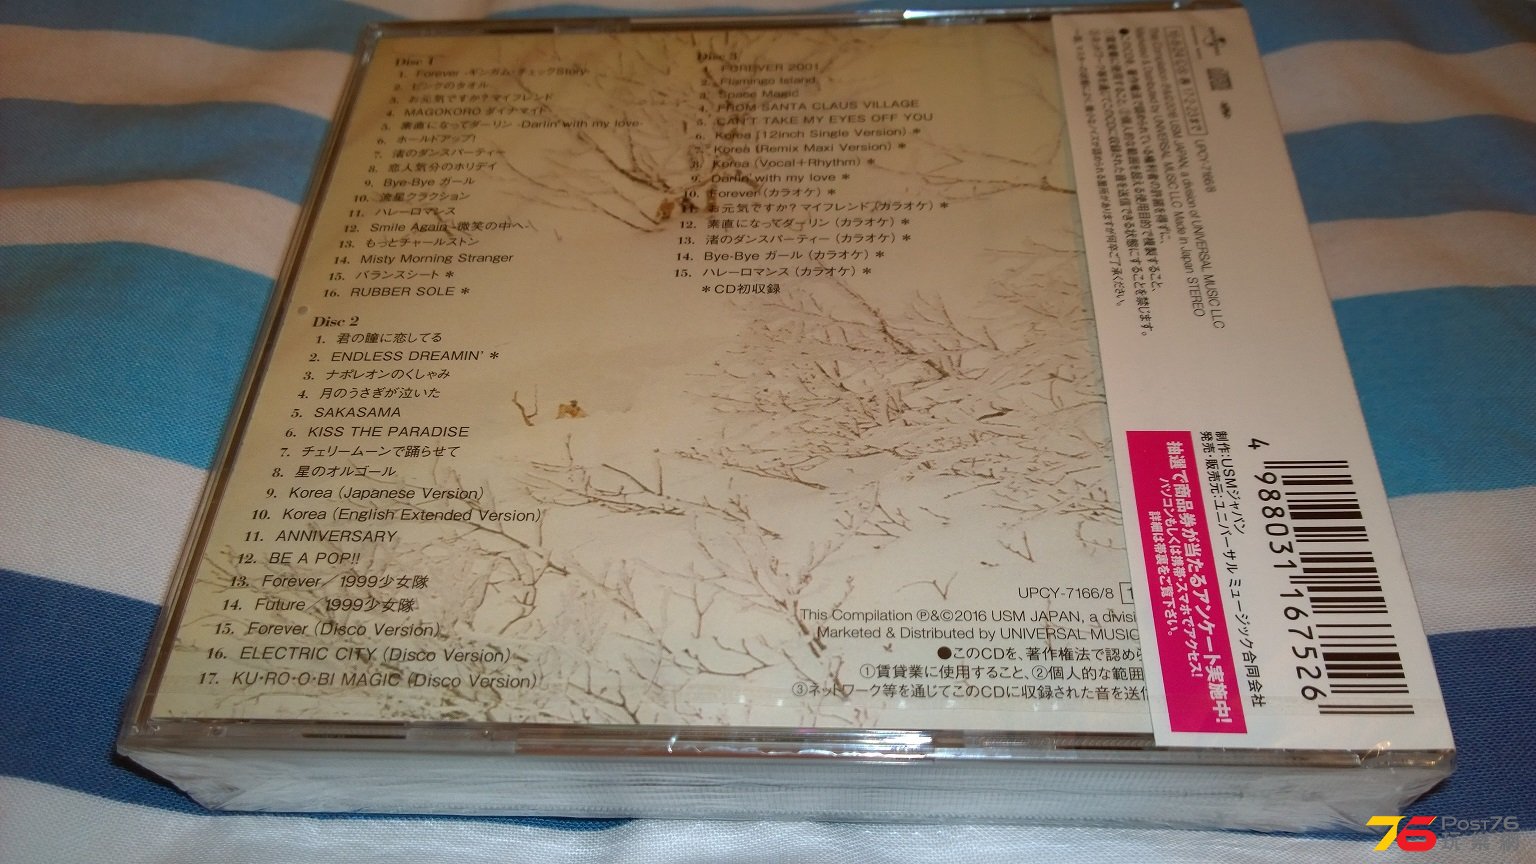 Disc 1
1. Forever -ギンガム・チェックStory-
2. ピンクのタオル
3. お元気ですか?マイフレンド
4. MAGOKORO ダイナマイト
5. 素直になってダーリン -Darlin' with my love-
6. ホールドアップ!
7. 渚のダンスパーティー
8. 恋人気分のホリデイ
9. Bye-Bye ガール
10. 流星クラクション
11. ハレーロマンス
12. Smile Again -微笑の中へ-
13. もっとチャールストン
14. Misty Morning Stranger
15. バランスシート *
16. RUBBER SOLE *
Disc 2
1. 君の瞳に恋してる
2. ENDLESS DREAMIN' *
3. ナポレオンのくしゃみ
4. 月のうさぎが泣いた
5. SAKASAMA
6. KISS THE PARADISE
7. チェリームーンで踊らせて
8. 星のオルゴール
9. Korea (Japanese Version)
10. Korea (English Extended Version)
11. ANNIVERSARY
12. BE A POP!!
13. Forever/1999少女隊
14. Future/1999少女隊
15. Forever (Disco Version)
16. ELECTRIC CITY (Disco Version)
17. KU・RO・O・BI MAGIC (Disco Version)
Disc 3
1. FOREVER 2001
2. Flamingo Island
3. Space Magic
4. FROM SANTA CLAUS VILLAGE
5. CAN'T TAKE MY EYES OFF YOU
6. Korea (12inch Single Version) *
7. Korea (Remix Maxi Version) *
8. Korea (Vocal+Rhythm) *
9. Darlin' with my love *
10. Forever (カラオケ) *
11. お元気ですか?マイフレンド (カラオケ) *
12. 素直になってダーリン (カラオケ) *
13. 渚のダンスパーティー (カラオケ) *
14. Bye-Bye ガール (カラオケ) *
15. ハレーロマンス (カラオケ) *
*CD初収録
UPCY-7166/8
This Compilation ℗&©2016 USM JAPAN, a divisi
Marketed & Distributed by UNIVERSAL MUSIC
●このCDを、著作権法で認めら
①賃貸業に使用すること、②個人的な範囲
③ネットワーク等を通じてこのCDに収録された音を送信
UPCY-7166/8
This Compilation ℗&©2016 USM JAPAN, a division of UNIVERSAL MUSIC LLC
Marketed & Distributed by UNIVERSAL MUSIC LLC Made in Japan STEREO
制作:USMジャパン
発売・販売元:ユニバーサル ミュージック合同会社
抽選で商品券が当たるアンケート実施中!
パソコンもしくは携帯・スマホでアクセス!
詳細は帯裏をご覧下さい。
4 988031 167526
76 POST76